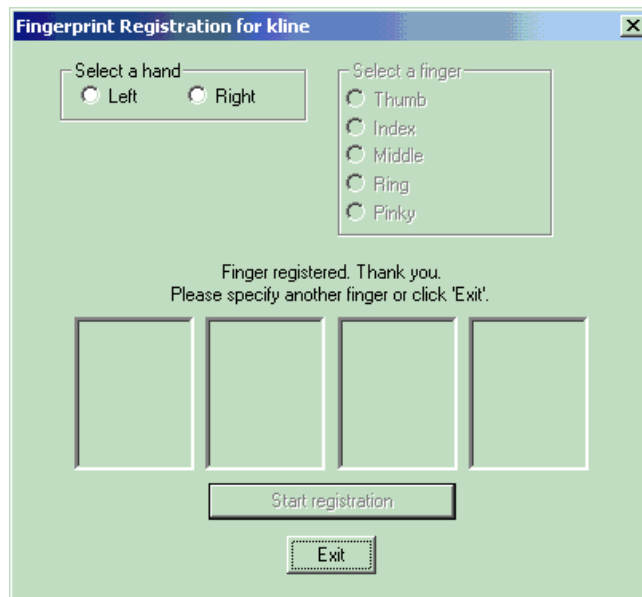 Fingerprint Registration for kline
Select a hand
Left Right
Select a finger
Thumb
Index
Middle
Ring
Pinky
Finger registered. Thank you.
Please specify another finger or click 'Exit'.
Start registration
Exit